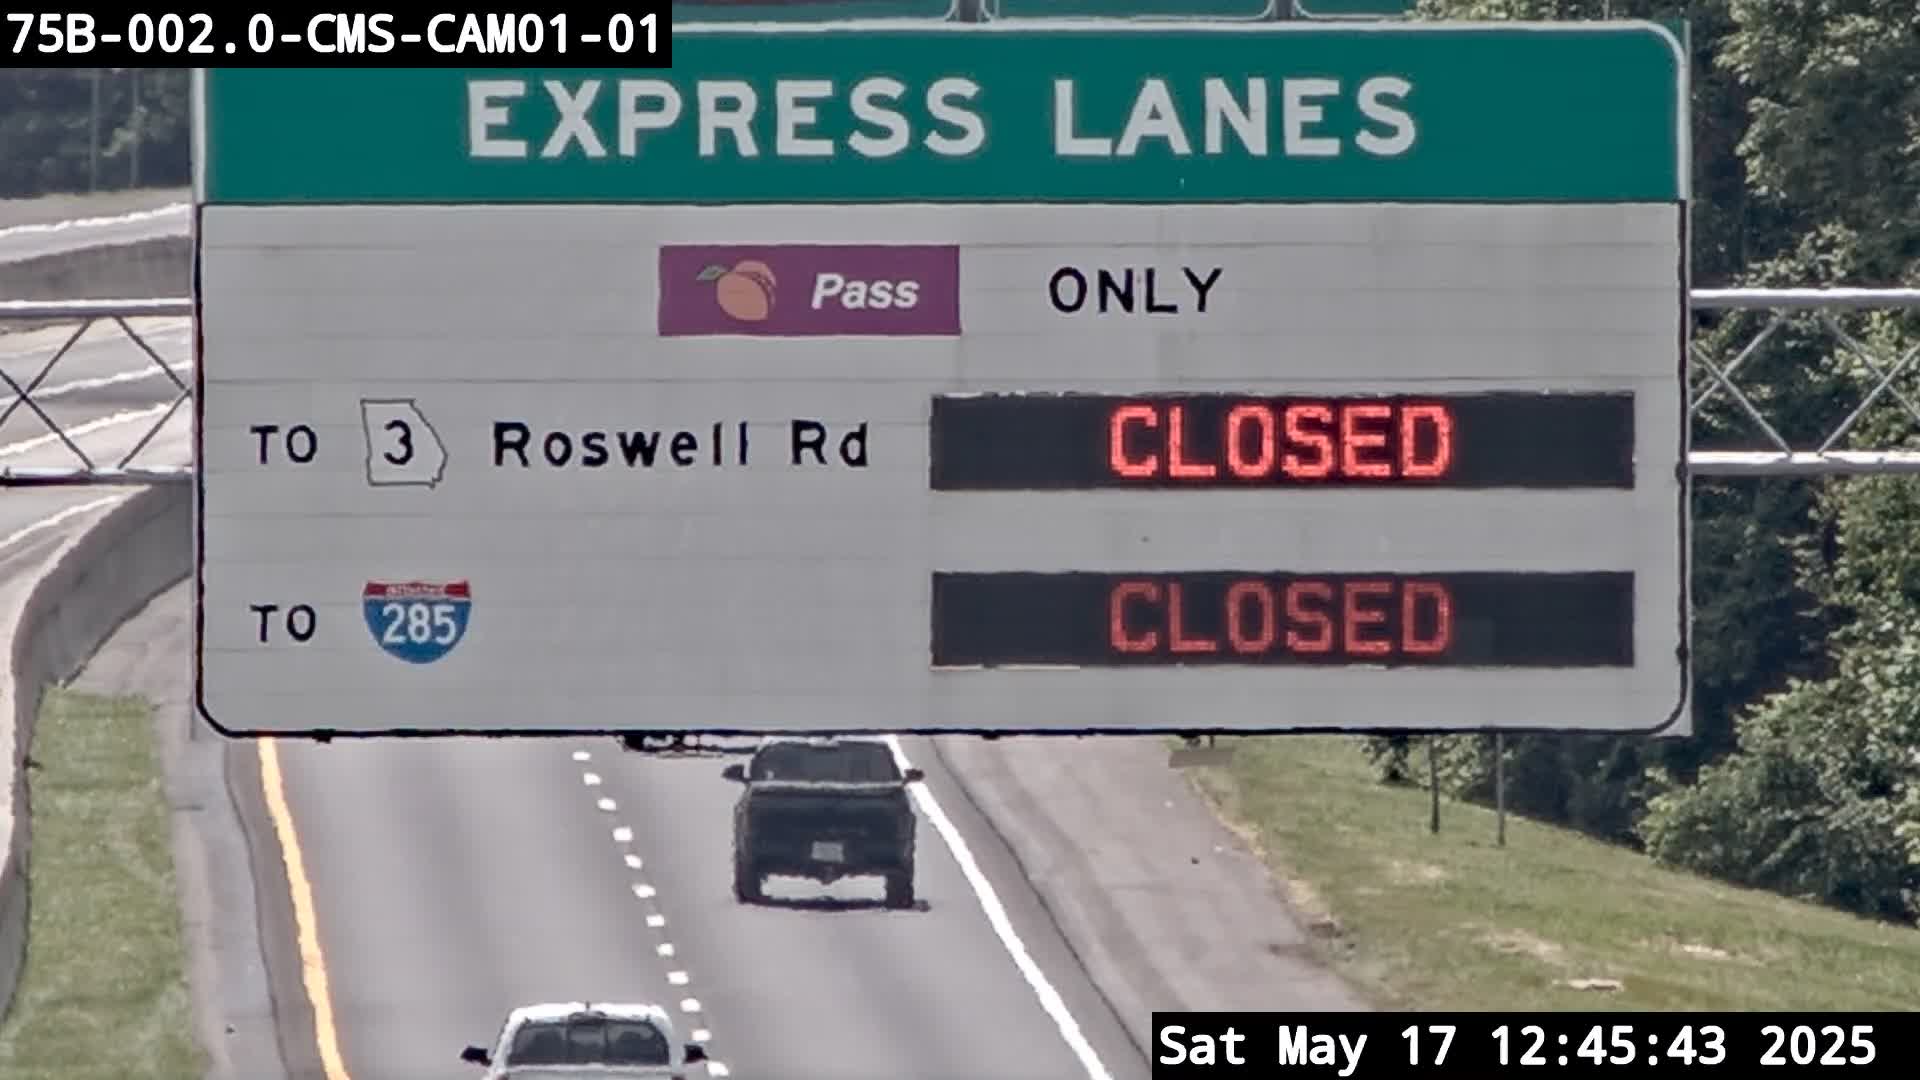 75B-002.0-CMS-CAM01-01
EXPRESS LANES
Pass ONLY
TO 3 Roswell Rd CLOSED
TO 285 CLOSED
Sat May 17 12:45:43 2025